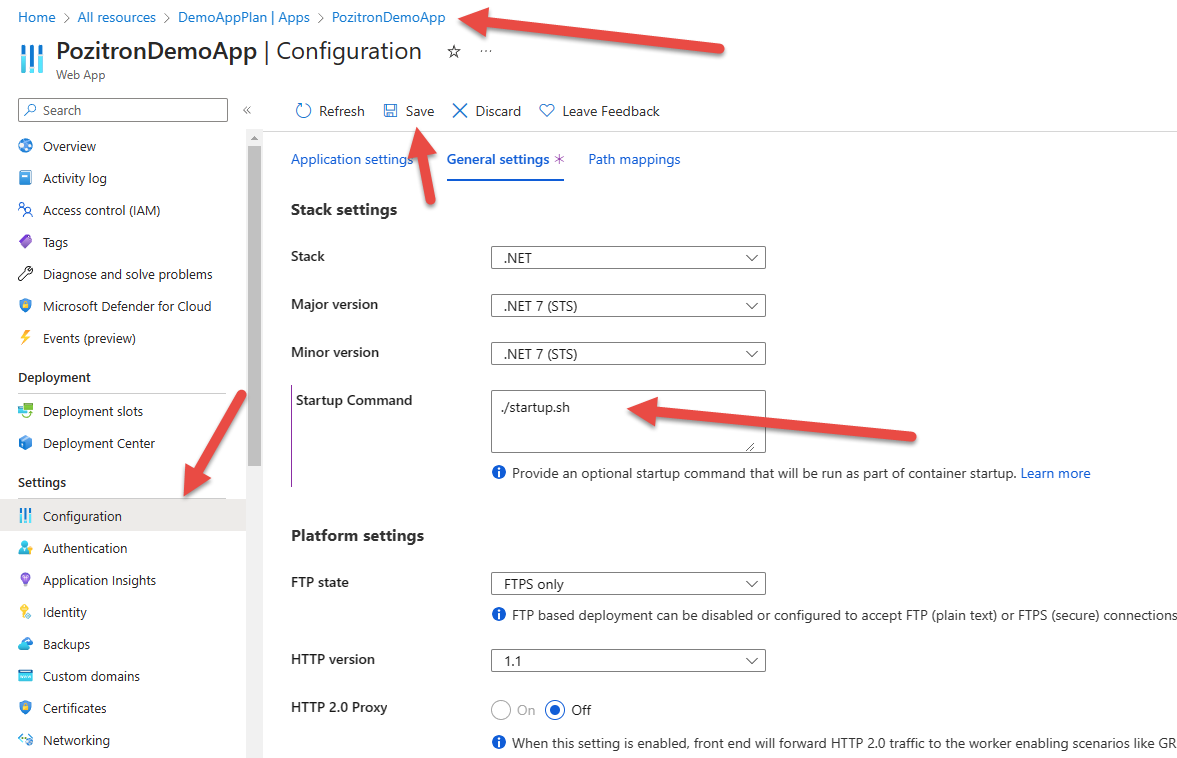 Home > All resources > DemoAppPlan | Apps > PozitronDemoApp
PozitronDemoApp | Configuration
Web App
Search
Overview
Activity log
Access control (IAM)
Tags
Diagnose and solve problems
Microsoft Defender for Cloud
Events (preview)
Deployment
Deployment slots
Deployment Center
Settings
Configuration
Authentication
Application Insights
Identity
Backups
Custom domains
Certificates
Networking
Refresh Save Discard Leave Feedback
Application settings General settings * Path mappings
Stack settings
Stack .NET
Major version .NET 7 (STS)
Minor version .NET 7 (STS)
Startup Command ./startup.sh
Provide an optional startup command that will be run as part of container startup. Learn more
Platform settings
FTP state FTPS only
FTP based deployment can be disabled or configured to accept FTP (plain text) or FTPS (secure) connections
HTTP version 1.1
HTTP 2.0 Proxy On Off
When this setting is enabled, front end will forward HTTP 2.0 traffic to the worker enabling scenarios like GR